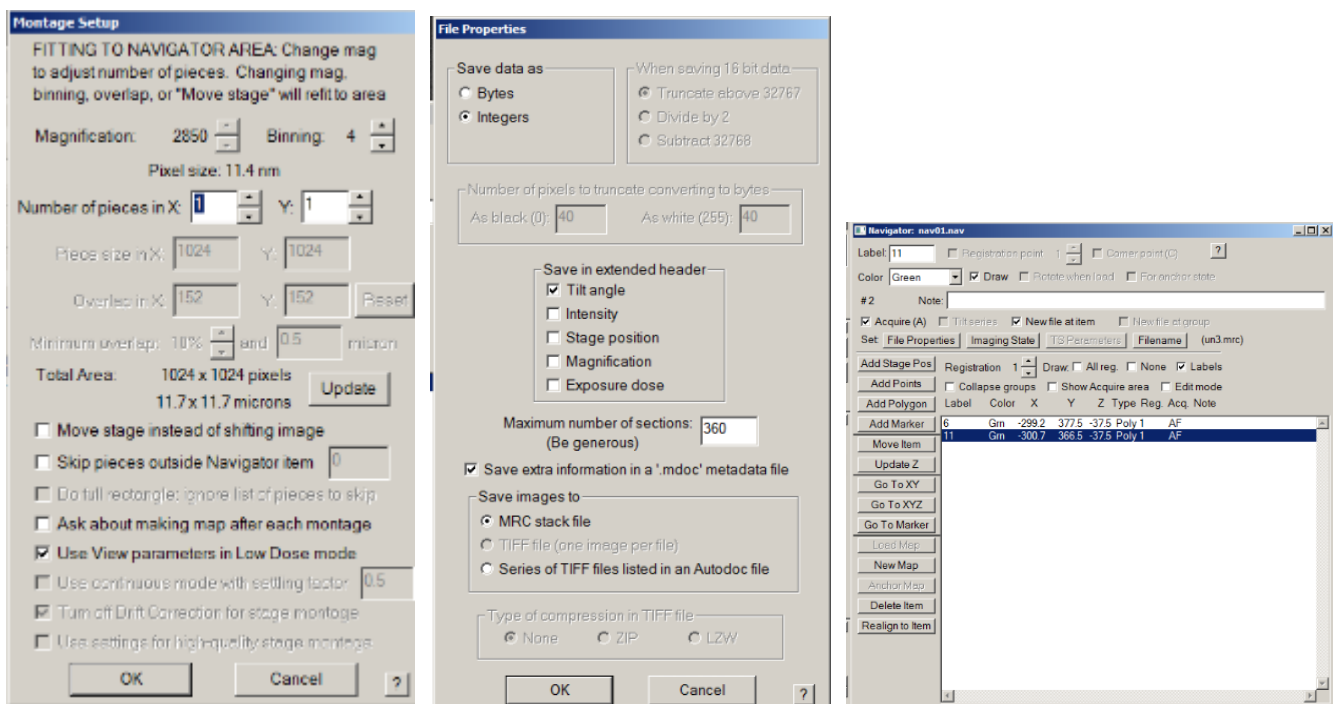 Montage Setup
FITTING TO NAVIGATOR AREA: Change mag
to adjust number of pieces. Changing mag,
binning, overlap, or "Move stage" will refit to area
Magnification: 2850 Binning: 4
Pixel size: 11.4 nm
Number of pieces in X: 1 Y: 1
Piece size in X: 1024 Y: 1024
Overlap in X: 152 Y: 152 Reset
Minimum overlap: 10% and 0.5 micron
Total Area: 1024 x 1024 pixels
11.7 x 11.7 microns
Update
Move stage instead of shifting image
Skip pieces outside Navigator item 0
Do full rectangle: ignore list of pieces to skip
Ask about making map after each montage
Use View parameters in Low Dose mode
Use continuous mode with settling factor 0.5
Turn off Drift Correction for stage montage
Use settings for high-quality stage montage
OK Cancel ?
File Properties
Save data as
Bytes
Integers
When saving 16 bit data
Truncate above 32767
Divide by 2
Subtract 32768
Number of pixels to truncate converting to bytes
As black (0): 40 As white (255): 40
Save in extended header
Tilt angle
Intensity
Stage position
Magnification
Exposure dose
Maximum number of sections: 360
(Be generous)
Save extra information in a '.mdoc' metadata file
Save images to
MRC stack file
TIFF file (one image per file)
Series of TIFF files listed in an Autodoc file
Type of compression in TIFF file
None ZIP LZW
OK Cancel ?
Navigator: nav01.nav
Label: 11 Registration point 1 Corner point (C) ?
Color Green Draw Rotate when load For anchor state
#2 Note:
Acquire (A) Tilt series New file at item New file at group
Set: File Properties Imaging State TS Parameters Filename (un3.mrc)
Add Stage Pos
Add Points
Add Polygon
Add Marker
Move Item
Update Z
Go To XY
Go To XYZ
Go To Marker
Load Map
New Map
Anchor Map
Delete Item
Realign to Item
Registration 1 Draw: All reg. None Labels
Collapse groups Show Acquire area Edit mode
Label Color X Y Z Type Reg. Acq. Note
6 Grn -299.2 377.5 -37.5 Poly 1 AF
11 Grn -300.7 366.5 -37.5 Poly 1 AF